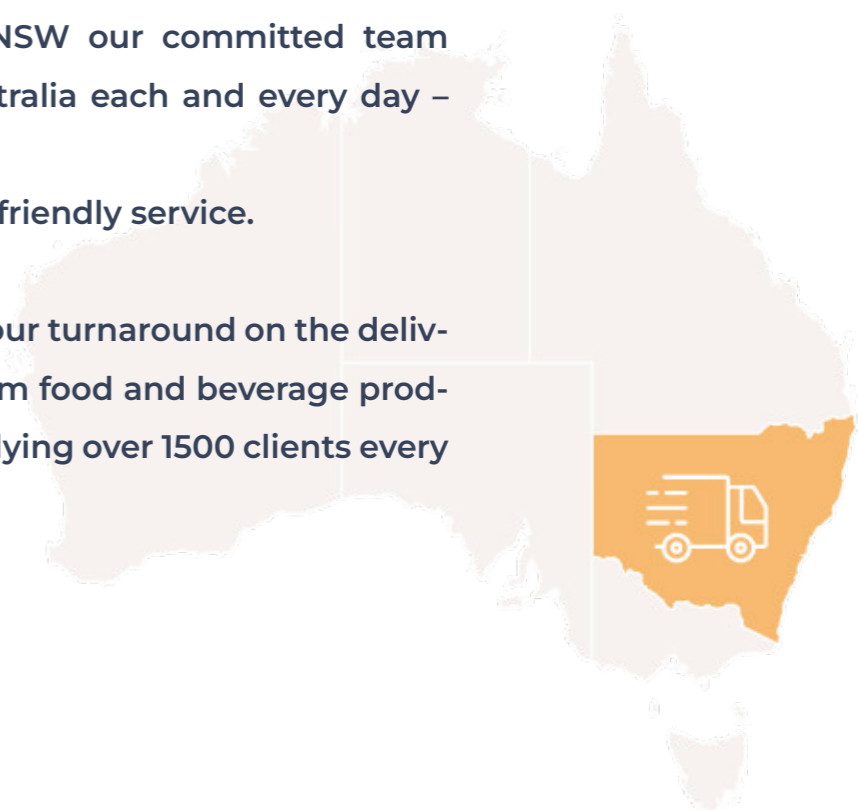 NSW our committed team
tralia each and every day –
friendly service.
our turnaround on the deliv-
m food and beverage prod-
lying over 1500 clients every